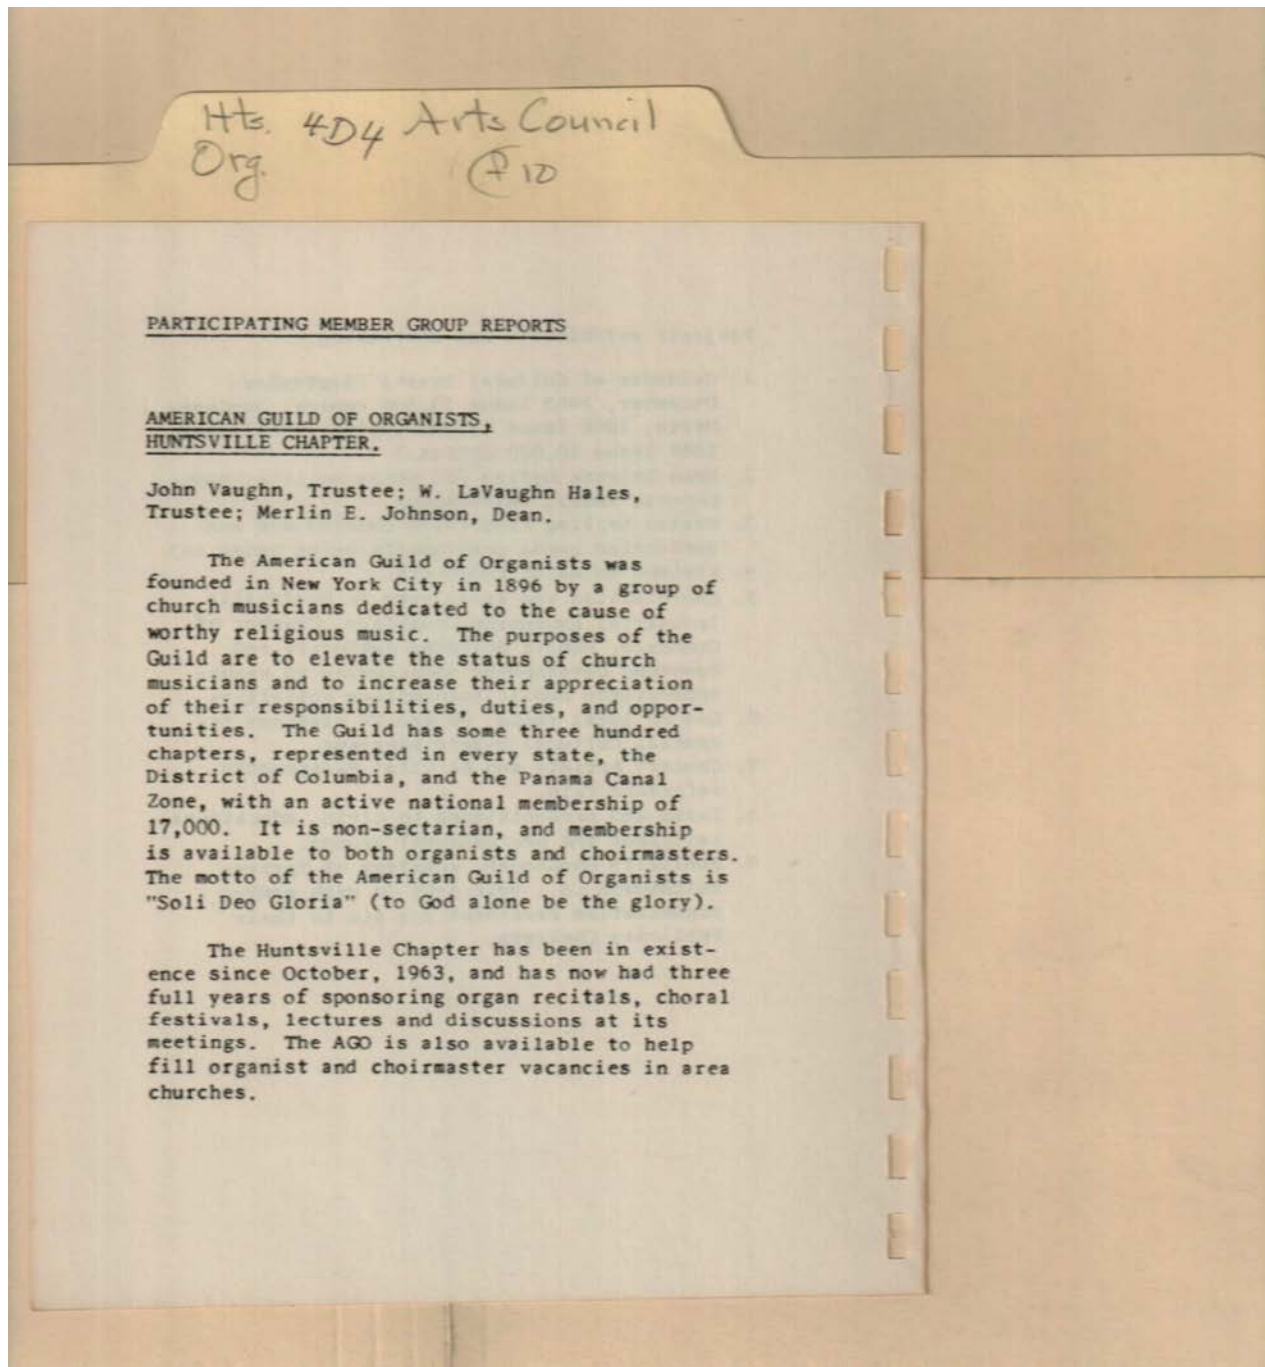 Hts. 4D4 Arts Council
Org. 10
PARTICIPATING MEMBER GROUP REPORTS
AMERICAN GUILD OF ORGANISTS,
HUNTSVILLE CHAPTER.
John Vaughn, Trustee; W. LaVaughn Hales,
Trustee; Merlin E. Johnson, Dean.
The American Guild of Organists was
founded in New York City in 1896 by a group of
church musicians dedicated to the cause of
worthy religious music. The purposes of the
Guild are to elevate the status of church
musicians and to increase their appreciation
of their responsibilities, duties, and oppor-
tunities. The Guild has some three hundred
chapters, represented in every state, the
District of Columbia, and the Panama Canal
Zone, with an active national membership of
17,000. It is non-sectarian, and membership
is available to both organists and choirmasters.
The motto of the American Guild of Organists is
"Soli Deo Gloria" (to God alone be the glory).
The Huntsville Chapter has been in exist-
ence since October, 1963, and has now had three
full years of sponsoring organ recitals, choral
festivals, lectures and discussions at its
meetings. The AGO is also available to help
fill organist and choirmaster vacancies in area
churches.